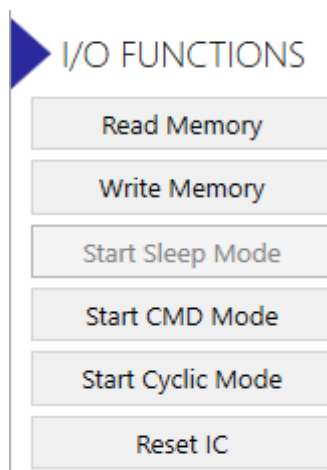 I/O FUNCTIONS
Read Memory
Write Memory
Start Sleep Mode
Start CMD Mode
Start Cyclic Mode
Reset IC